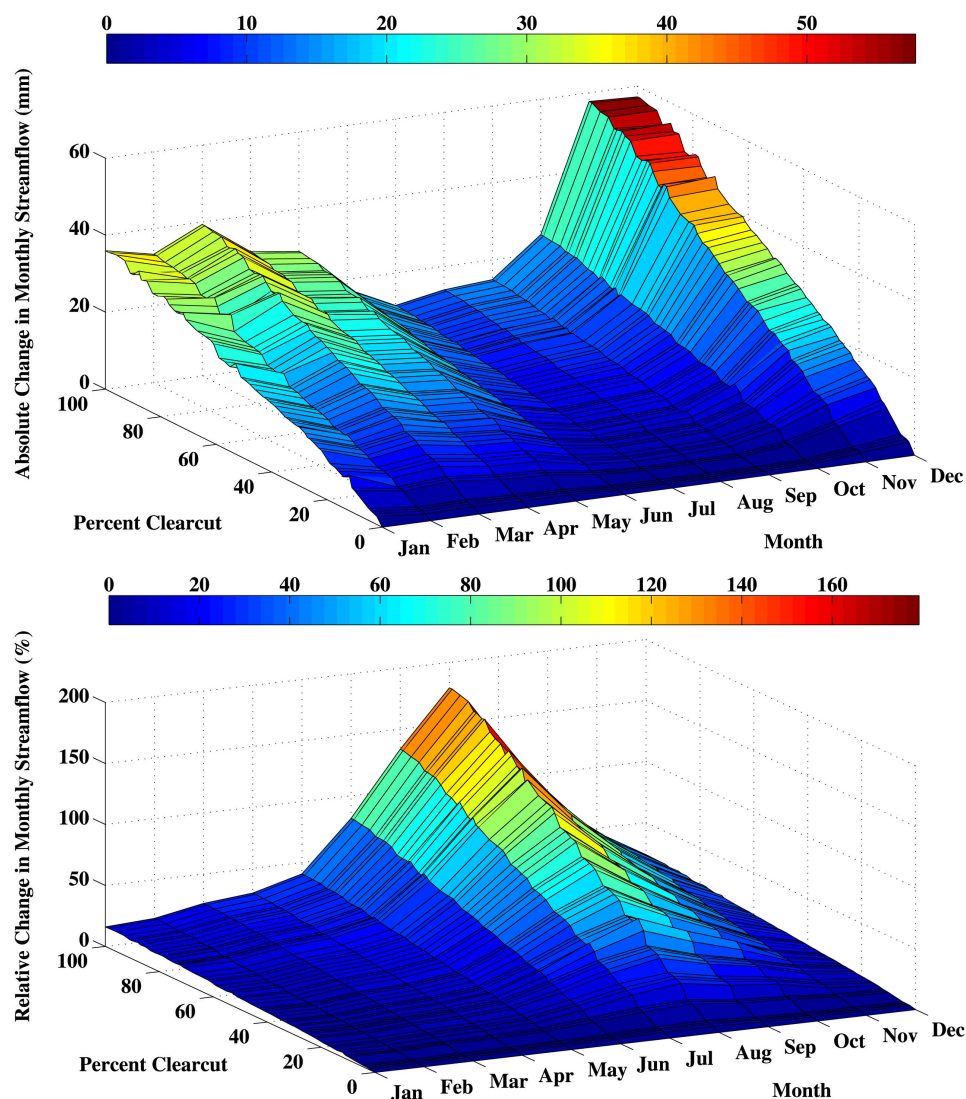 0 10 20 30 40 50
Absolute Change in Monthly Streamflow (mm)
60
40
20
0
100
80
60
40
20
0
Percent Clearcut
Jan Feb Mar Apr May Jun Jul Aug Sep Oct Nov Dec
Month
0 20 40 60 80 100 120 140 160
Relative Change in Monthly Streamflow (%)
200
150
100
50
0
100
80
60
40
20
0
Percent Clearcut
Jan Feb Mar Apr May Jun Jul Aug Sep Oct Nov Dec
Month